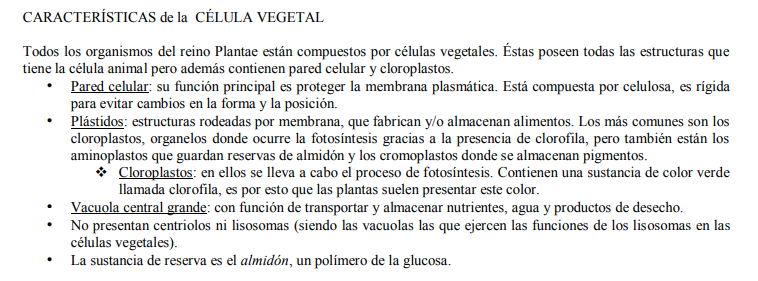 CARACTERÍSTICAS de la CÉLULA VEGETAL
Todos los organismos del reino Plantae están compuestos por células vegetales. Éstas poseen todas las estructuras que
tiene la célula animal pero además contienen pared celular y cloroplastos.
• Pared celular: su función principal es proteger la membrana plasmática. Está compuesta por celulosa, es rígida
para evitar cambios en la forma y la posición.
• Plástidos: estructuras rodeadas por membrana, que fabrican y/o almacenan alimentos. Los más comunes son los
cloroplastos, organelos donde ocurre la fotosíntesis gracias a la presencia de clorofila, pero también están los
aminoplastos que guardan reservas de almidón y los cromoplastos donde se almacenan pigmentos.
❖ Cloroplastos: en ellos se lleva a cabo el proceso de fotosíntesis. Contienen una sustancia de color verde
llamada clorofila, es por esto que las plantas suelen presentar este color.
• Vacuola central grande: con función de transportar y almacenar nutrientes, agua y productos de desecho.
• No presentan centriolos ni lisosomas (siendo las vacuolas las que ejercen las funciones de los lisosomas en las
células vegetales).
• La sustancia de reserva es el almidón, un polímero de la glucosa.